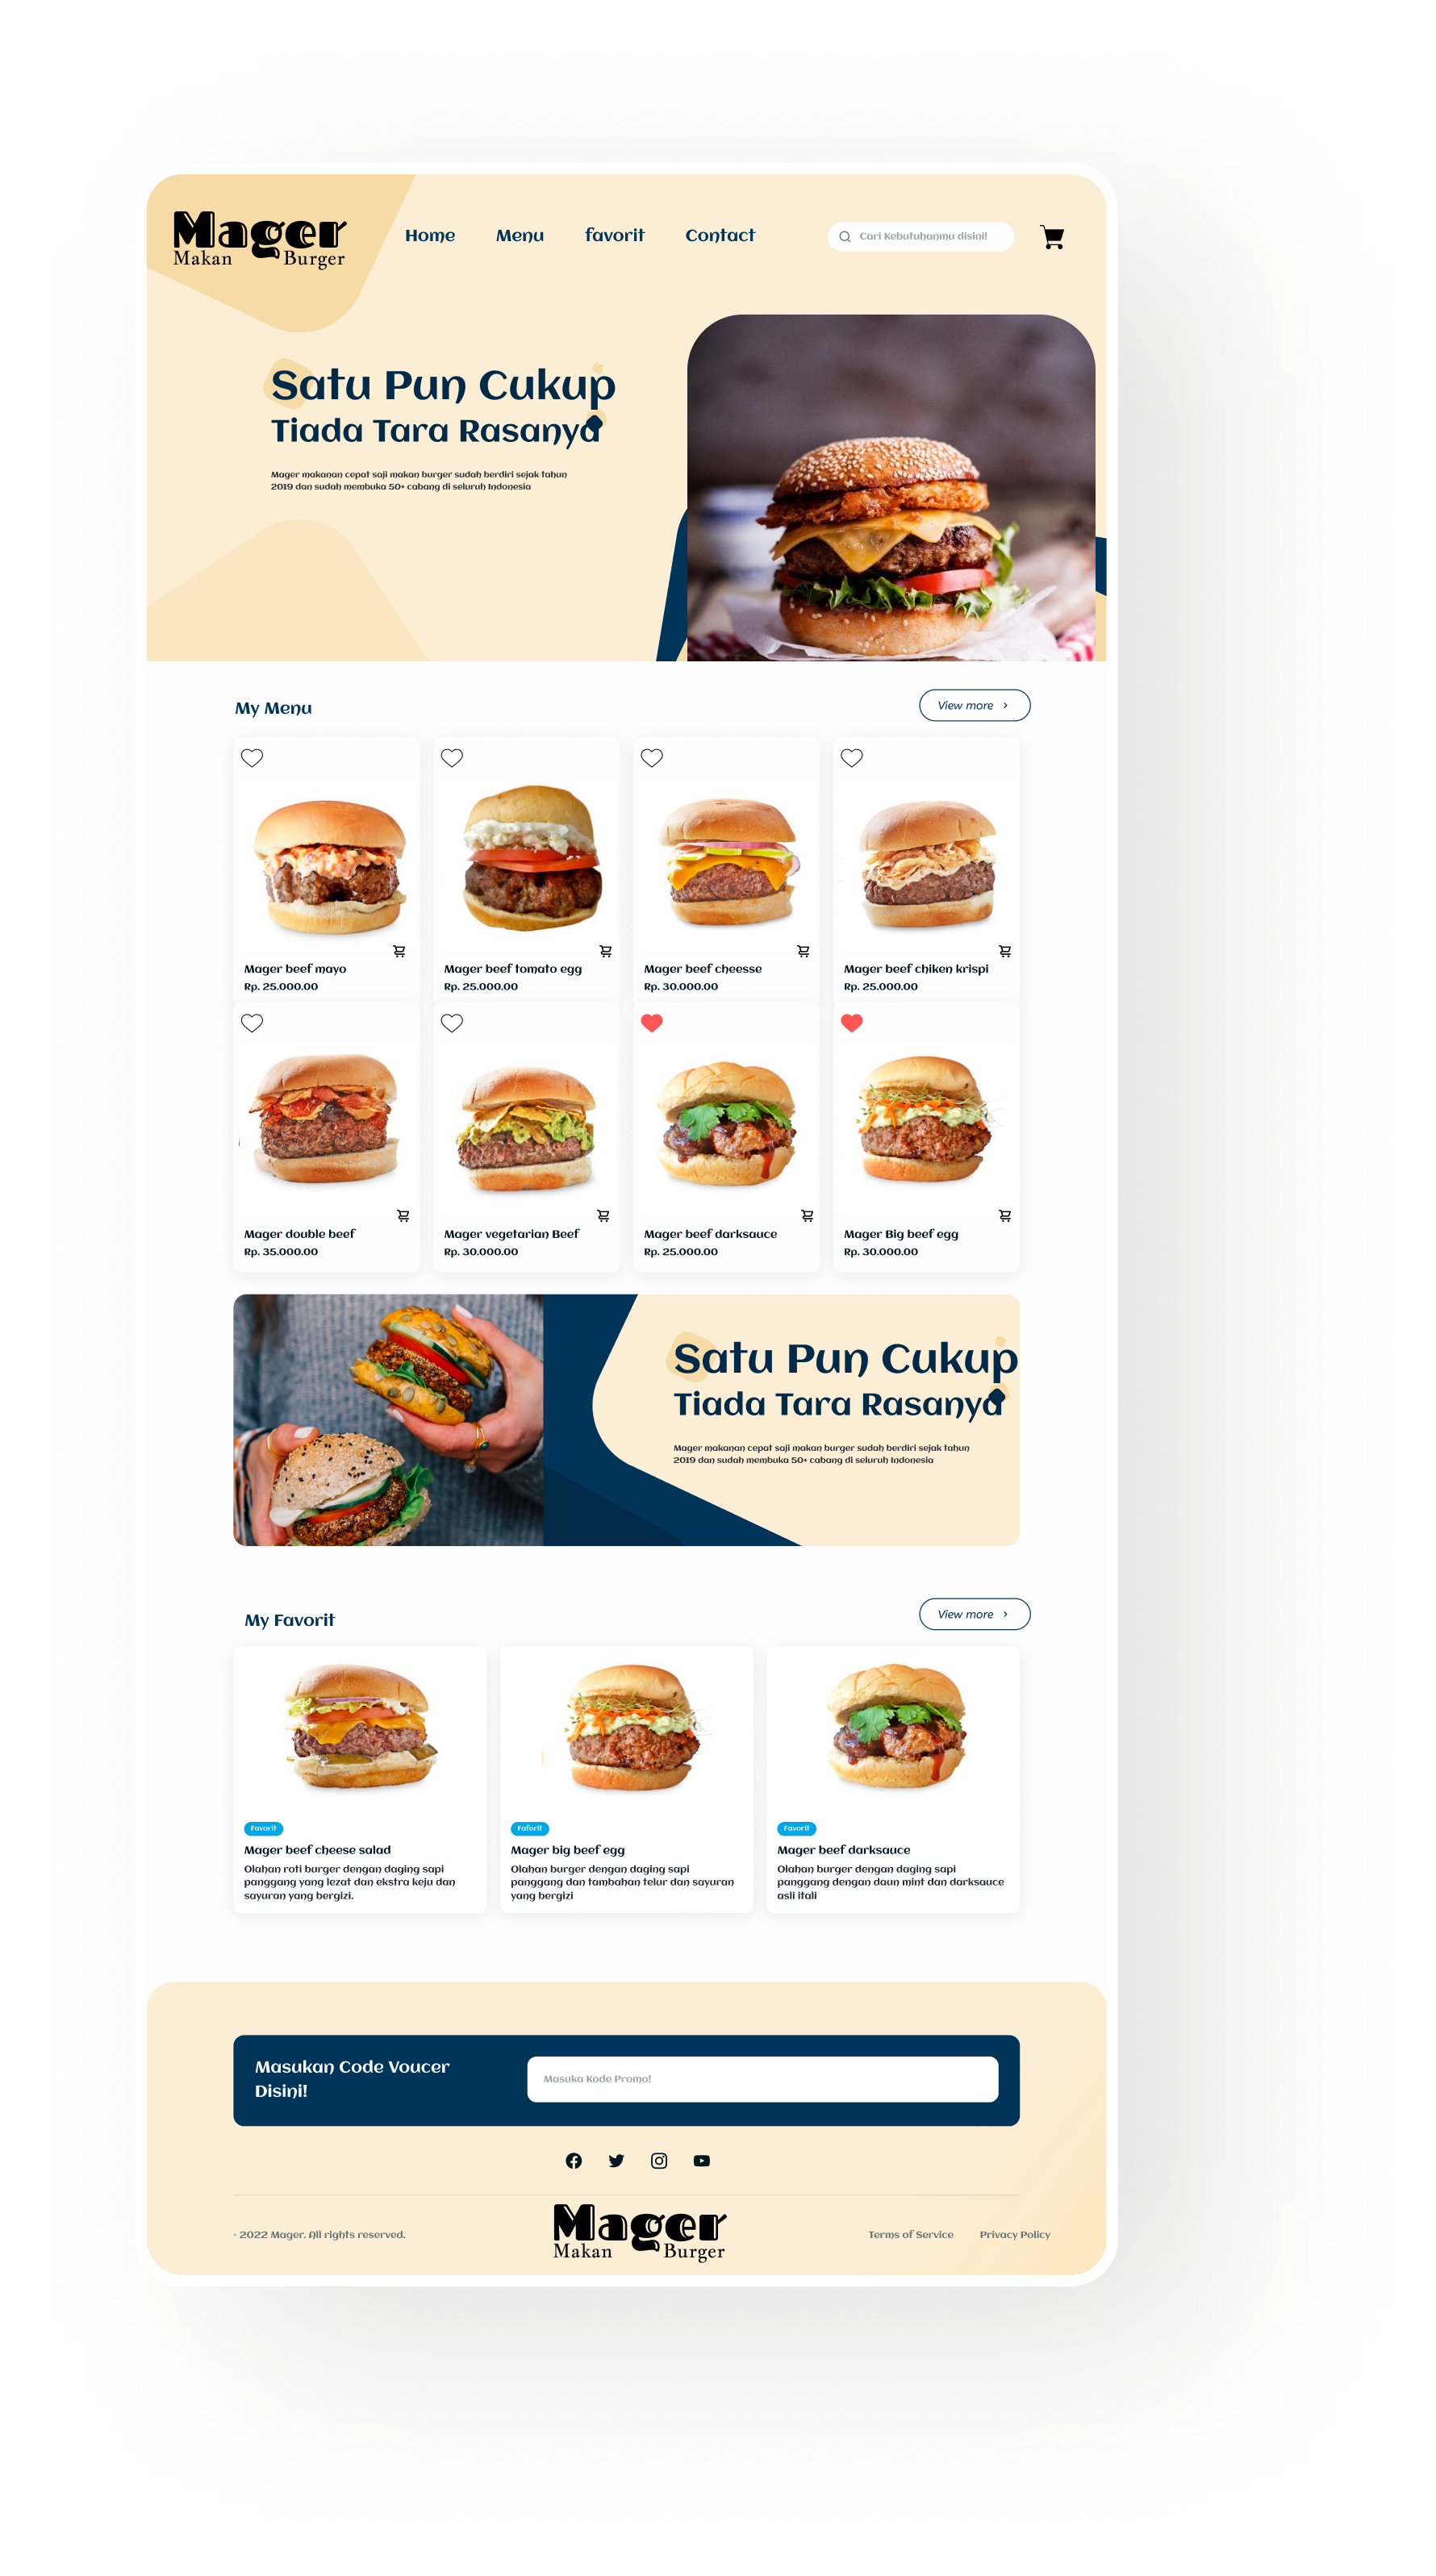 Mager
Makan Burger
Home Menu favorit Contact
Cari Kebutuhanmu disini!
Satu Pun Cukup
Tiada Tara Rasanya
Mager makanan cepat saji makan burger sudah berdiri sejak tahun
2019 dan sudah membuka 50+ cabang di seluruh Indonesia
My Menu
View more
Mager beef mayo
Rp. 25.000.00
Mager beef tomato egg
Rp. 25.000.00
Mager beef cheesse
Rp. 30.000.00
Mager beef chiken krispi
Rp. 25.000.00
Mager double beef
Rp. 35.000.00
Mager vegetarian Beef
Rp. 30.000.00
Mager beef darksauce
Rp. 25.000.00
Mager Big beef egg
Rp. 30.000.00
Satu Pun Cukup
Tiada Tara Rasanya
Mager makanan cepat saji makan burger sudah berdiri sejak tahun
2019 dan sudah membuka 50+ cabang di seluruh Indonesia
My Favorit
View more
Favorit
Mager beef cheese salad
Olahan roti burger dengan daging sapi
panggang yang lezat dan ekstra keju dan
sayuran yang bergizi.
Faforit
Mager big beef egg
Olahan burger dengan daging sapi
panggang dan tambahan telur dan sayuran
yang bergizi
Favorit
Mager beef darksauce
Olahan burger dengan daging sapi
panggang dengan daun mint dan darksauce
asli itali
Masukan Code Voucer
Disini!
Masuka Kode Promo!
2022 Mager. All rights reserved.
Mager
Makan Burger
Terms of Service Privacy Policy